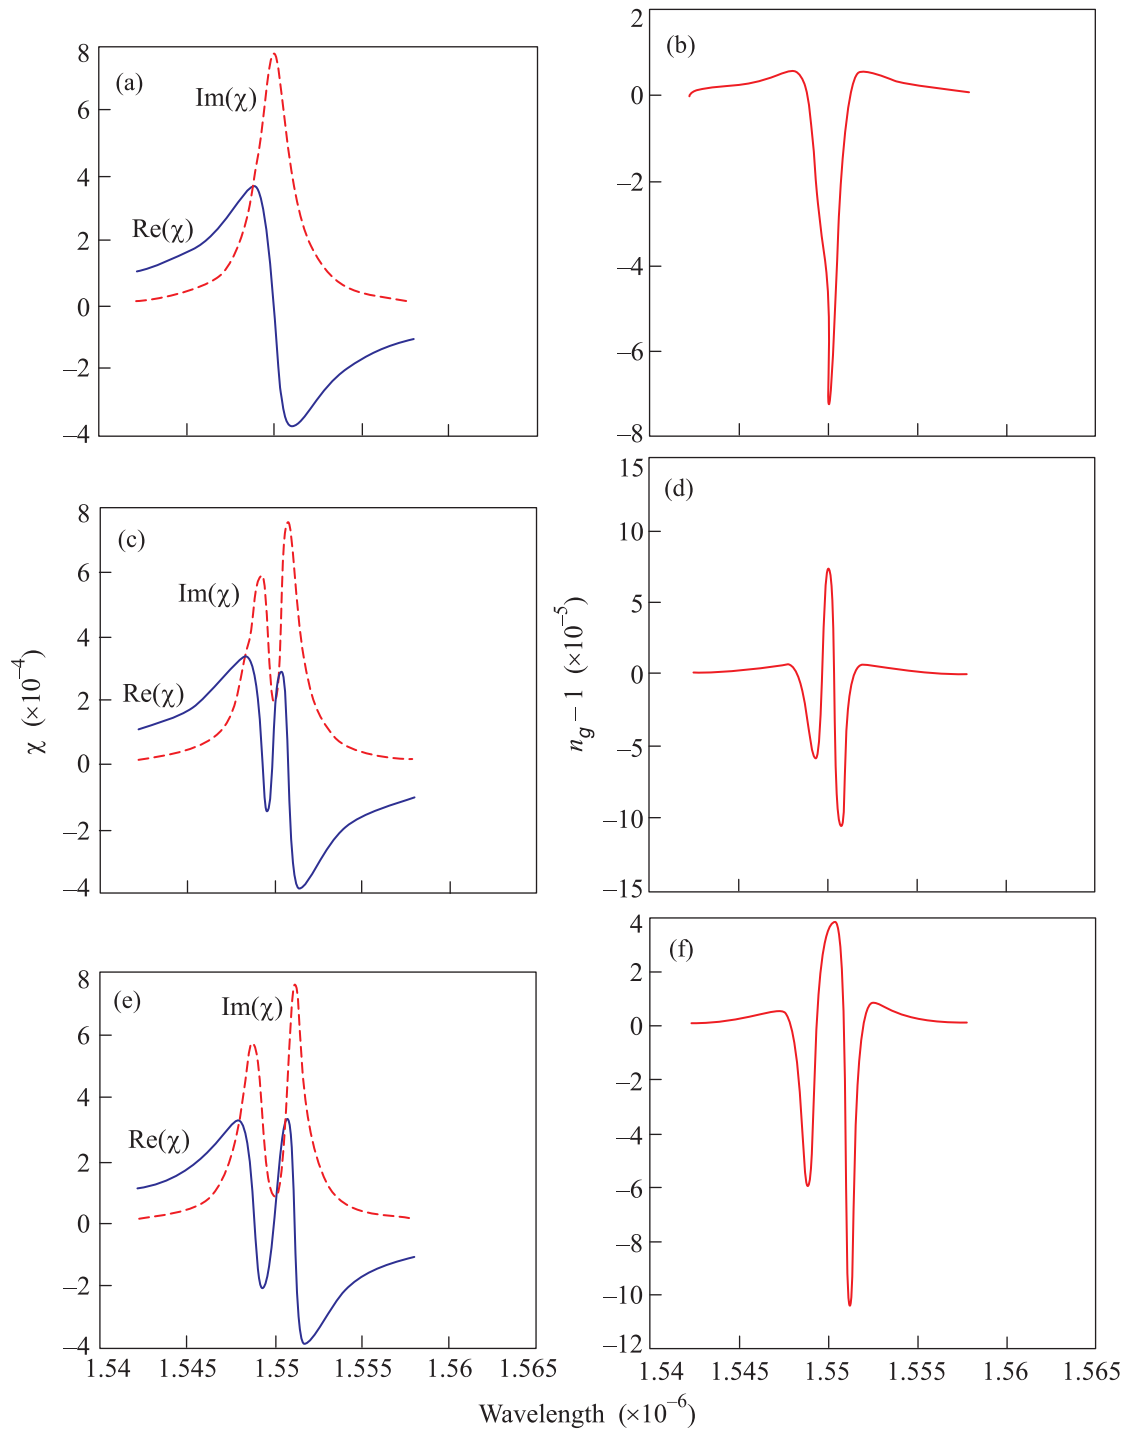 (a)
Im(χ)
Re(χ)
8
6
4
2
0
–2
–4
(b)
2
0
–2
–4
–6
–8
(c)
Im(χ)
Re(χ)
8
6
4
2
0
–2
–4
χ (×10⁻⁴)
(d)
15
10
5
0
–5
–10
–15
n_g – 1 (×10⁻⁵)
(e)
Im(χ)
Re(χ)
8
6
4
2
0
–2
–4
1.54 1.545 1.55 1.555 1.56 1.565
(f)
4
2
0
–2
–4
–6
–8
–10
–12
1.54 1.545 1.55 1.555 1.56 1.565
Wavelength (×10⁻⁶)